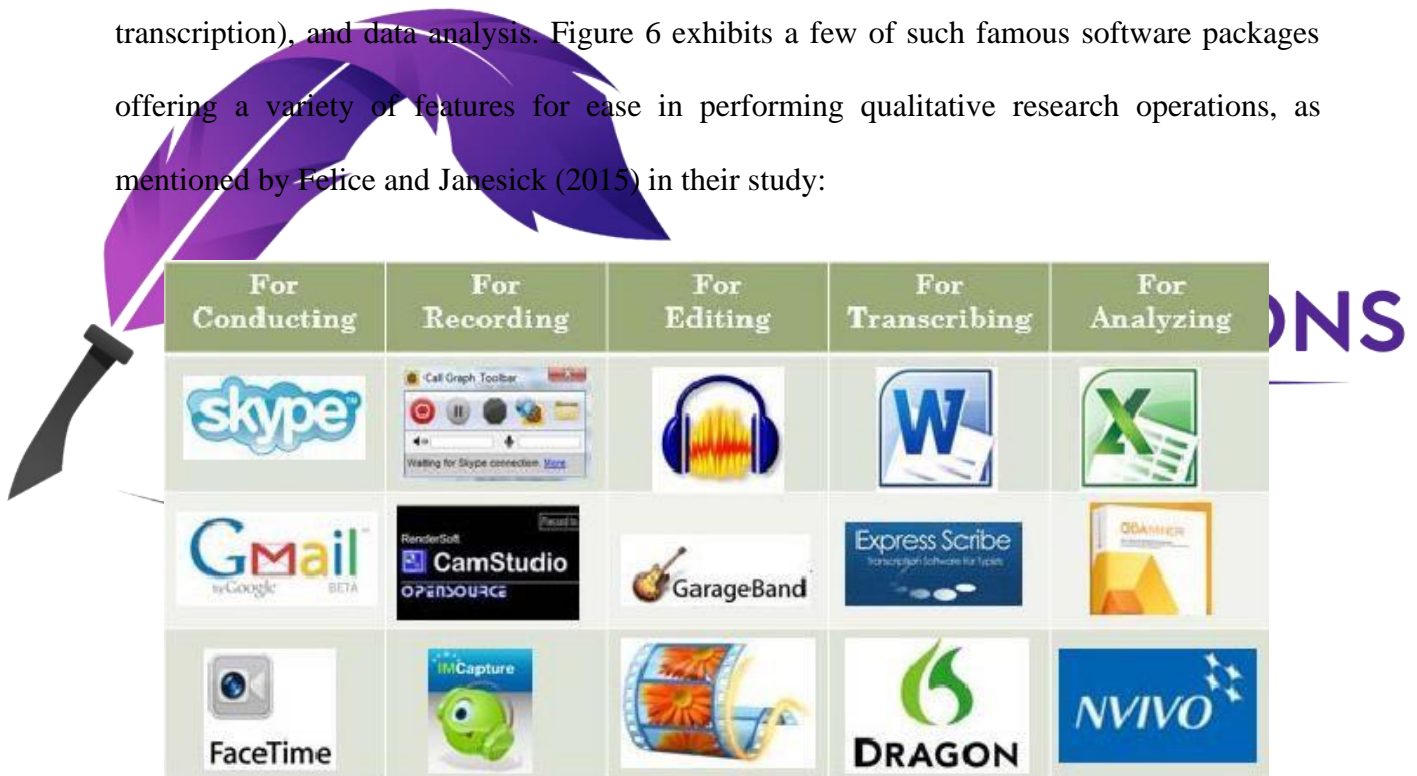 transcription), and data analysis. Figure 6 exhibits a few of such famous software packages
offering a variety of features for ease in performing qualitative research operations, as
mentioned by Felice and Janesick (2015) in their study:
For Conducting
For Recording
For Editing
For Transcribing
For Analyzing
ONS
skype™
Call Graph Toolbar
Waiting for Skype connection. More.
W
X
Gmail™
by Google BETA
RenderSoft
CamStudio
OPENSOURCE
GarageBand
Express Scribe
Transcription Software for Typists
QDAMINER
FaceTime
IMCapture
DRAGON
NVIVO